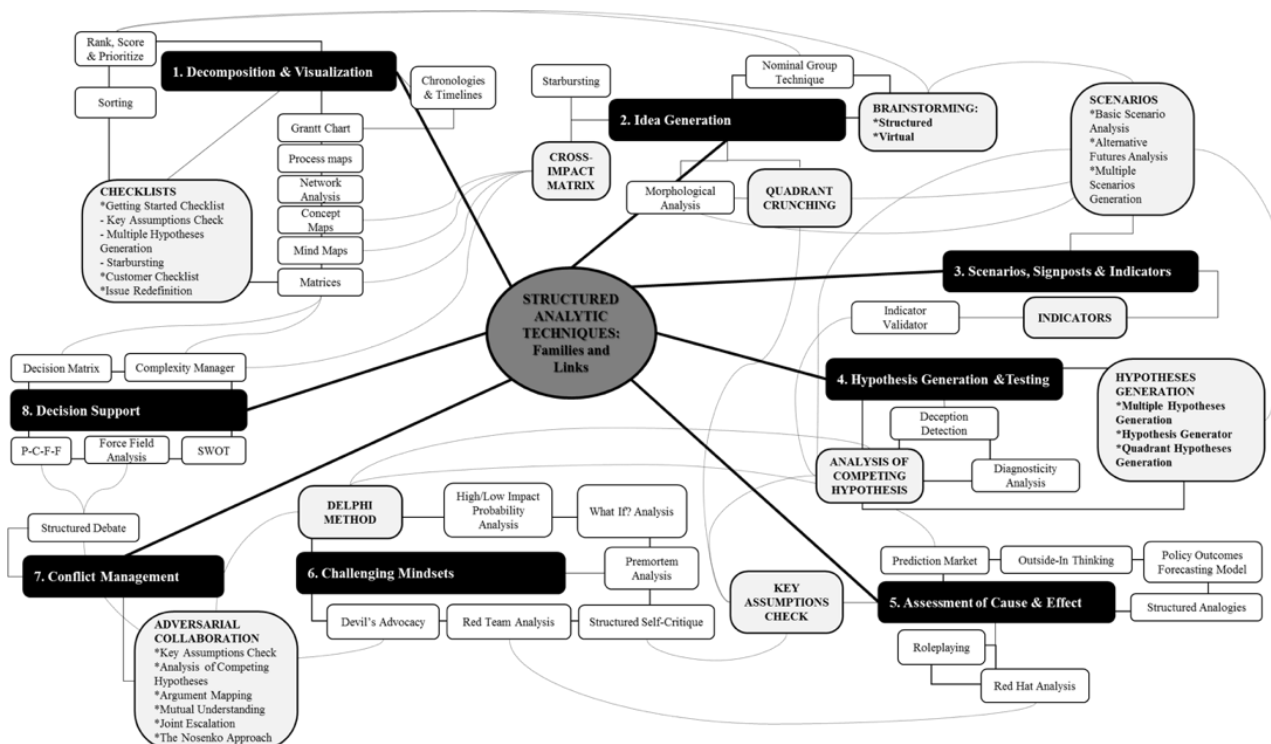 Rank, Score
& Prioritize
1. Decomposition & Visualization
Sorting
Chronologies
& Timelines
Grantt Chart
Process maps
Network
Analysis
Concept
Maps
Mind Maps
Matrices
CHECKLISTS
*Getting Started Checklist
- Key Assumptions Check
- Multiple Hypotheses
Generation
- Starbursting
*Customer Checklist
*Issue Redefinition
Starbursting
Nominal Group
Technique
2. Idea Generation
BRAINSTORMING:
*Structured
*Virtual
CROSS-
IMPACT
MATRIX
Morphological
Analysis
QUADRANT
CRUNCHING
SCENARIOS
*Basic Scenario
Analysis
*Alternative
Futures Analysis
*Multiple
Scenarios
Generation
3. Scenarios, Signposts & Indicators
Indicator
Validator
INDICATORS
STRUCTURED
ANALYTIC
TECHNIQUES:
Families and
Links
4. Hypothesis Generation &Testing
HYPOTHESES
GENERATION
*Multiple Hypotheses
Generation
*Hypothesis Generator
*Quadrant Hypotheses
Generation
Deception
Detection
ANALYSIS OF
COMPETING
HYPOTHESIS
Diagnosticity
Analysis
Decision Matrix
Complexity Manager
8. Decision Support
P-C-F-F
Force Field
Analysis
SWOT
Structured Debate
7. Conflict Management
ADVERSARIAL
COLLABORATION
*Key Assumptions Check
*Analysis of Competing
Hypotheses
*Argument Mapping
*Mutual Understanding
*Joint Escalation
*The Nosenko Approach
DELPHI
METHOD
High/Low Impact
Probability
Analysis
What If? Analysis
6. Challenging Mindsets
Premortem
Analysis
Devil's Advocacy
Red Team Analysis
Structured Self-Critique
KEY
ASSUMPTIONS
CHECK
Prediction Market
Outside-In Thinking
Policy Outcomes
Forecasting Model
5. Assessment of Cause & Effect
Structured Analogies
Roleplaying
Red Hat Analysis